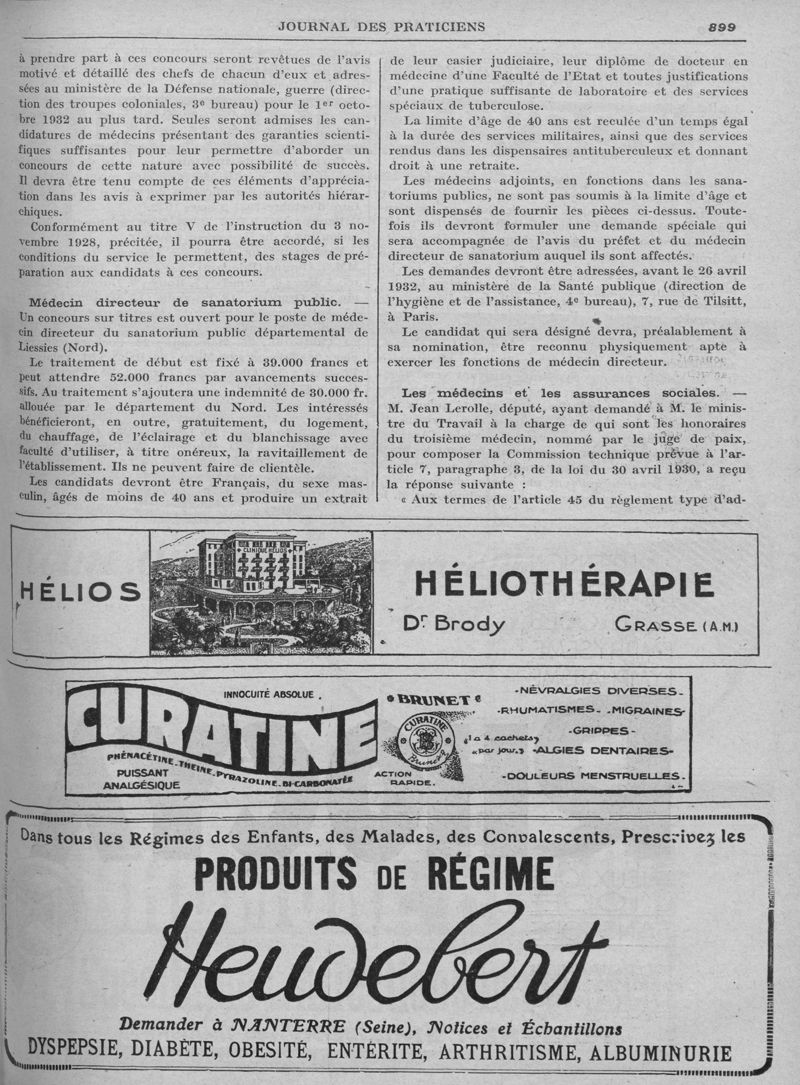 JOURNAL DES PRATICIENS 899
à prendre part à ces concours seront revêtues de l'avis
motivé et détaillé des chefs de chacun d'eux et adres-
sées au ministère de la Défense nationale, guerre (direc-
tion des troupes coloniales, 3e bureau) pour le 1er octo-
bre 1932 au plus tard. Seules seront admises les can-
didatures de médecins présentant des garanties scienti-
fiques suffisantes pour leur permettre d'aborder un
concours de cette nature avec possibilité de succès.
Il devra être tenu compte de ces éléments d'apprécia-
tion dans les avis à exprimer par les autorités hiérar-
chiques.
Conformément au titre V de l'instruction du 3 no-
vembre 1928, précitée, il pourra être accordé, si les
conditions du service le permettent, des stages de pré-
paration aux candidats à ces concours.
Médecin directeur de sanatorium public. —
Un concours sur titres est ouvert pour le poste de méde-
cin directeur du sanatorium public départemental de
Liessies (Nord).
Le traitement de début est fixé à 39.000 francs et
peut attendre 52.000 francs par avancements succes-
sifs. Au traitement s'ajoutera une indemnité de 30.000 fr.
allouée par le département du Nord. Les intéressés
bénéficieront, en outre, gratuitement, du logement,
du chauffage, de l'éclairage et du blanchissage avec
faculté d'utiliser, à titre onéreux, la ravitaillement de
l'établissement. Ils ne peuvent faire de clientèle.
Les candidats devront être Français, du sexe mas-
culin, âgés de moins de 40 ans et produire un extrait
de leur casier judiciaire, leur diplôme de docteur en
médecine d'une Faculté de l'Etat et toutes justifications
d'une pratique suffisante de laboratoire et des services
spéciaux de tuberculose.
La limite d'âge de 40 ans est reculée d'un temps égal
à la durée des services militaires, ainsi que des services
rendus dans les dispensaires antituberculeux et donnant
droit à une retraite.
Les médecins adjoints, en fonctions dans les sana-
toriums publics, ne sont pas soumis à la limite d'âge et
sont dispensés de fournir les pièces ci-dessus. Toute-
fois ils devront formuler une demande spéciale qui
sera accompagnée de l'avis du préfet et du médecin
directeur de sanatorium auquel ils sont affectés.
Les demandes devront être adressées, avant le 26 avril
1932, au ministère de la Santé publique (direction de
l'hygiène et de l'assistance, 4e bureau), 7, rue de Tilsitt,
à Paris.
Le candidat qui sera désigné devra, préalablement à
sa nomination, être reconnu physiquement apte à
exercer les fonctions de médecin directeur.
Les médecins et les assurances sociales. —
M. Jean Lerolle, député, ayant demandé à M. le minis-
tre du Travail à la charge de qui sont les honoraires
du troisième médecin, nommé par le juge de paix,
pour composer la Commission technique prévue à l'ar-
ticle 7, paragraphe 3, de la loi du 30 avril 1930, a reçu
la réponse suivante :
« Aux termes de l'article 45 du règlement type d'ad-
HÉLIOS
CLINIQUE HELIOS
HÉLIOTHÉRAPIE
Dr Brody GRASSE (A.M.)
CURATINE
INNOCUITÉ ABSOLUE
PHÉNACÉTINE-THEINE-PYRAZOLINE-BI-CARBONATÉE
PUISSANT
ANALGÉSIQUE
"BRUNET"
CURATINE
Brunet
ACTION
RAPIDE.
1 a 4 cachets
par jour.
-NÉVRALGIES DIVERSES-
-RHUMATISMES- -MIGRAINES-
-GRIPPES-
-ALGIES DENTAIRES-
-DOULEURS MENSTRUELLES-
Dans tous les Régimes des Enfants, des Malades, des Convalescents, Prescrivez les
PRODUITS DE RÉGIME
Heudebert
Demander à NANTERRE (Seine), Notices et Échantillons
DYSPEPSIE, DIABÈTE, OBESITÉ, ENTÉRITE, ARTHRITISME, ALBUMINURIE